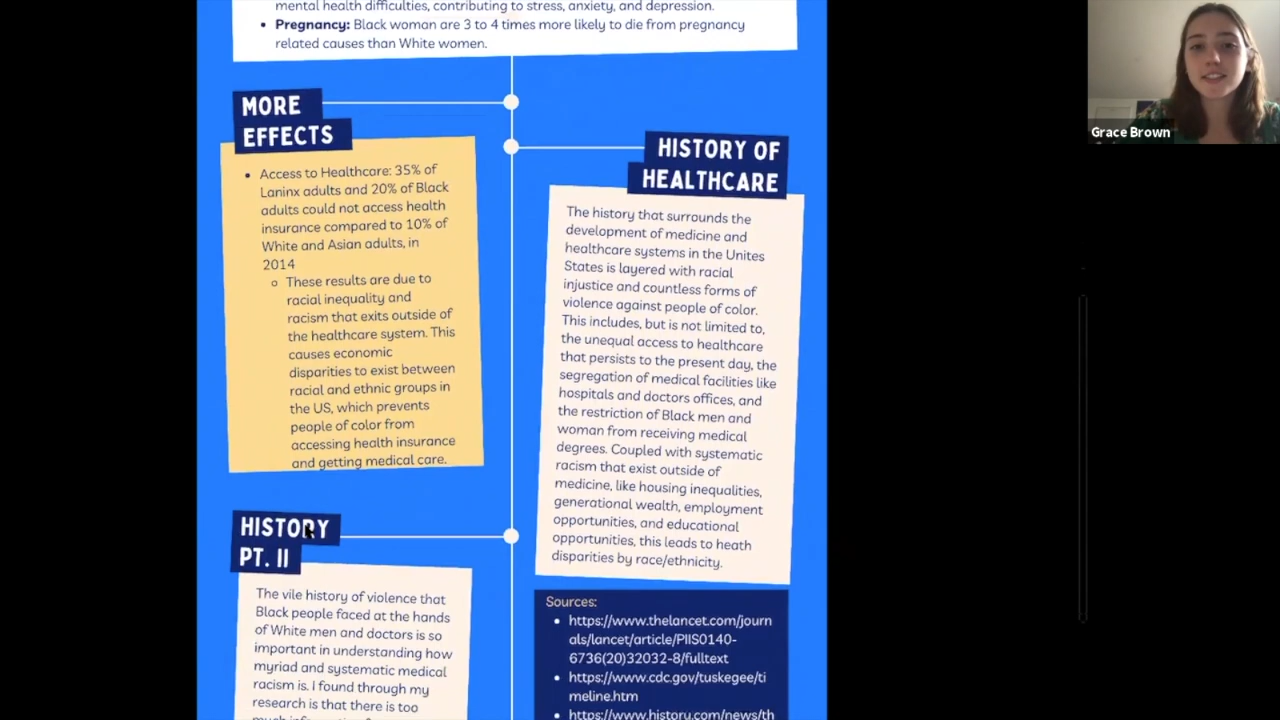 mental health difficulties, contributing to stress, anxiety, and depression.
Pregnancy: Black woman are 3 to 4 times more likely to die from pregnancy
related causes than White women.
MORE
EFFECTS
Access to Healthcare: 35% of
Laninx adults and 20% of Black
adults could not access health
insurance compared to 10% of
White and Asian adults, in
2014
These results are due to
racial inequality and
racism that exits outside of
the healthcare system. This
causes economic
disparities to exist between
racial and ethnic groups in
the US, which prevents
people of color from
accessing health insurance
and getting medical care.
HISTORY OF
HEALTHCARE
The history that surrounds the
development of medicine and
healthcare systems in the Unites
States is layered with racial
injustice and countless forms of
violence against people of color.
This includes, but is not limited to,
the unequal access to healthcare
that persists to the present day, the
segregation of medical facilities like
hospitals and doctors offices, and
the restriction of Black men and
woman from receiving medical
degrees. Coupled with systematic
racism that exist outside of
medicine, like housing inequalities,
generational wealth, employment
opportunities, and educational
opportunities, this leads to heath
disparities by race/ethnicity.
HISTORY
PT. II
The vile history of violence that
Black people faced at the hands
of White men and doctors is so
important in understanding how
myriad and systematic medical
racism is. I found through my
research is that there is too
Sources:
https://www.thelancet.com/journ
als/lancet/article/PIIS0140-
6736(20)32032-8/fulltext
https://www.cdc.gov/tuskegee/ti
meline.htm
https://www.history.com/news/th
Grace Brown